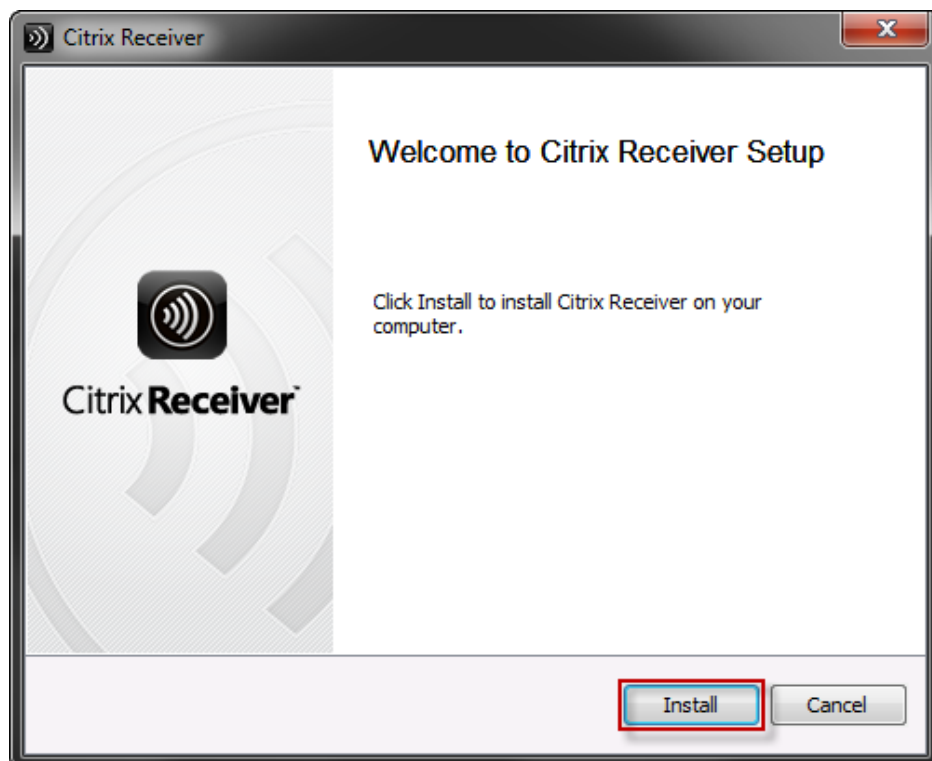 Citrix Receiver
Welcome to Citrix Receiver Setup
Click Install to install Citrix Receiver on your
computer.
Citrix Receiver™
Install
Cancel